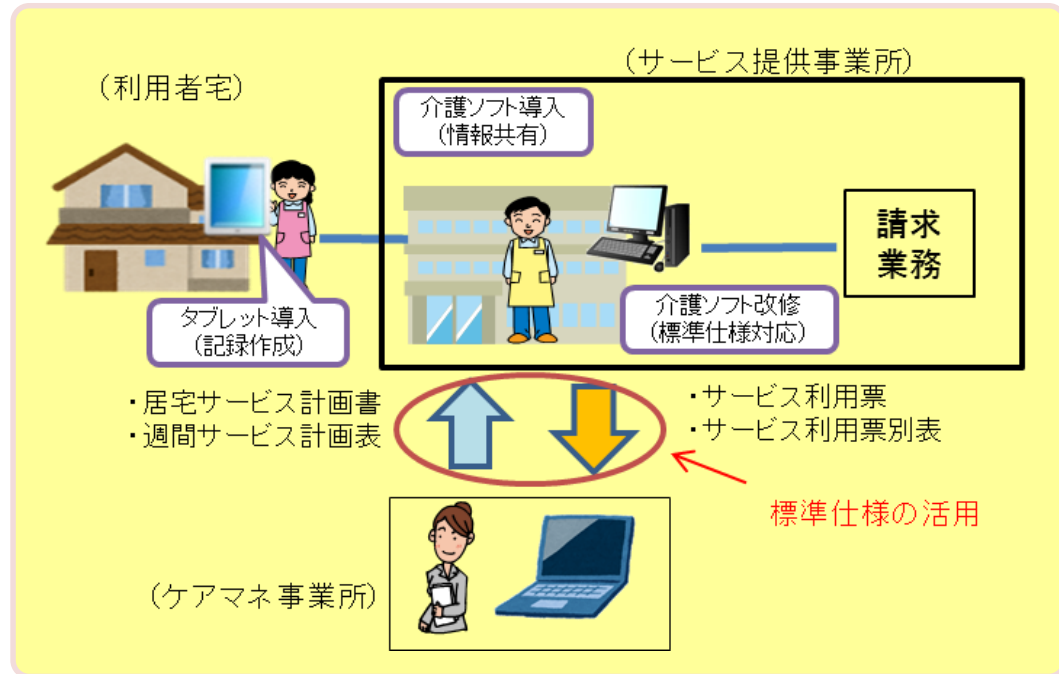 （サービス提供事業所）
（利用者宅）
介護ソフト導入
（情報共有）
請求
業務
タブレット導入
（記録作成）
介護ソフト改修
（標準仕様対応）
・居宅サービス計画書
・週間サービス計画表
・サービス利用票
・サービス利用票別表
標準仕様の活用
（ケアマネ事業所）